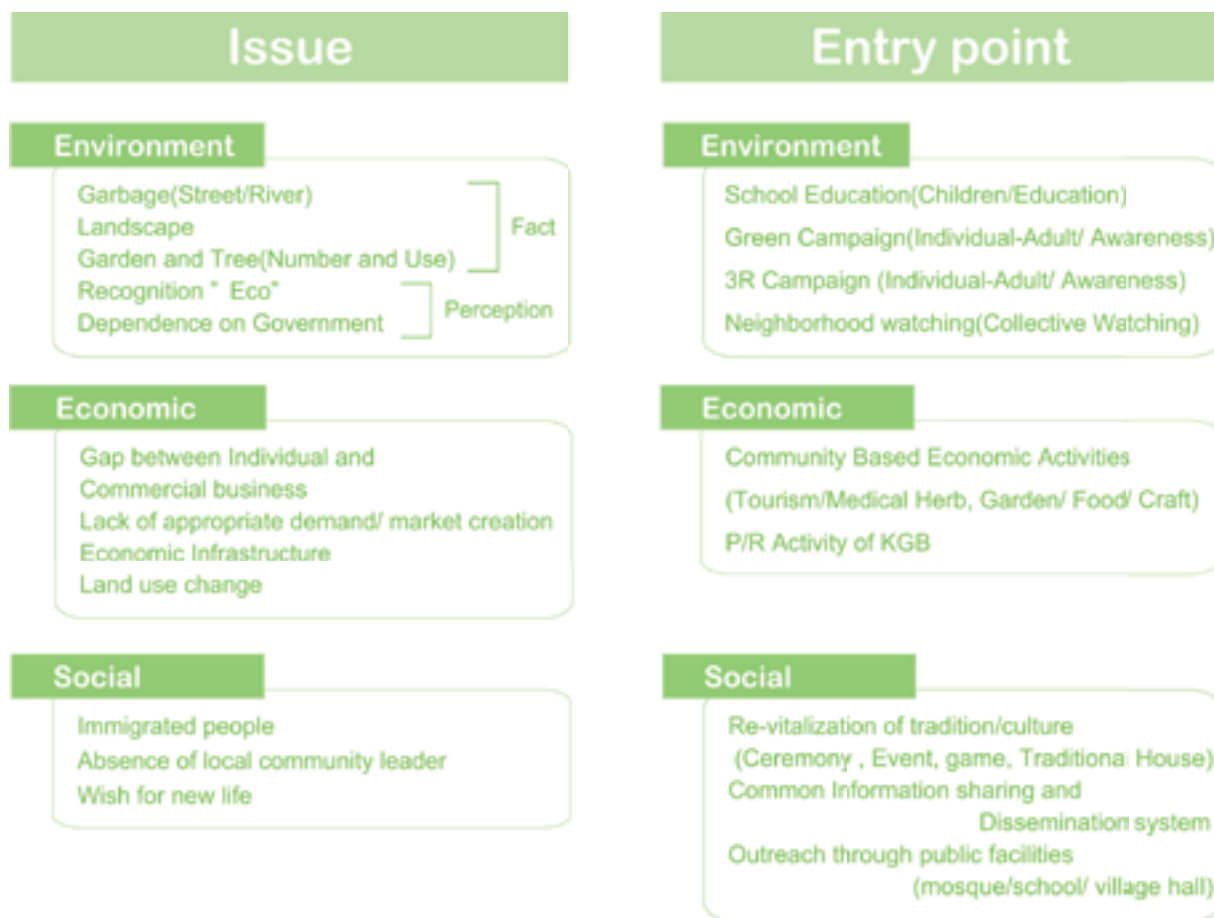 Issue
Environment
Garbage(Street/River)
Landscape
Garden and Tree(Number and Use)
Fact
Recognition " Eco"
Dependence on Government
Perception
Economic
Gap between Individual and
Commercial business
Lack of appropriate demand/ market creation
Economic Infrastructure
Land use change
Social
Immigrated people
Absence of local community leader
Wish for new life
Entry point
Environment
School Education(Children/Education)
Green Campaign(Individual-Adult/ Awareness)
3R Campaign (Individual-Adult/ Awareness)
Neighborhood watching(Collective Watching)
Economic
Community Based Economic Activities
(Tourism/Medical Herb, Garden/ Food/ Craft)
P/R Activity of KGB
Social
Re-vitalization of tradition/culture
(Ceremony , Event, game, Traditional House)
Common Information sharing and
Dissemination system
Outreach through public facilities
(mosque/school/ village hall)